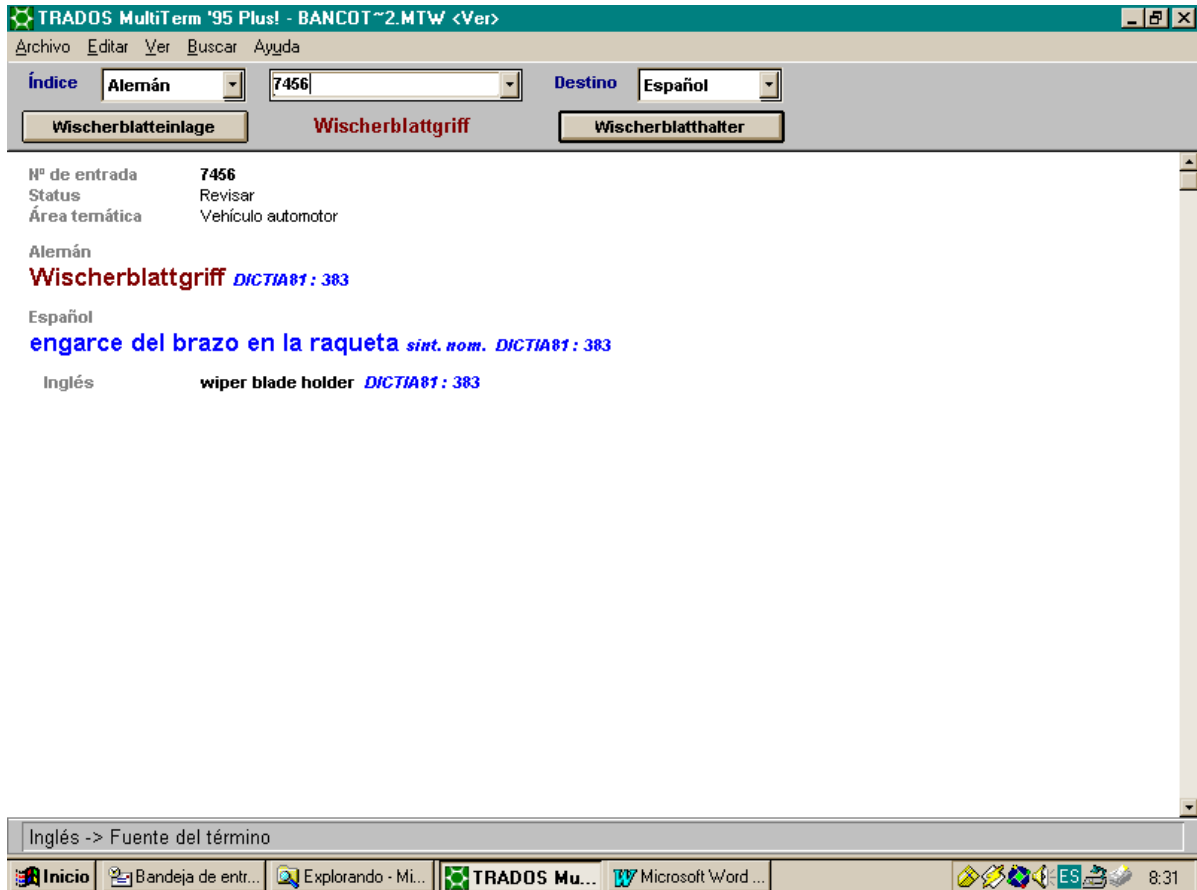 TRADOS MultiTerm '95 Plus! - BANCOT~2.MTW <Ver>
Archivo Editar Ver Buscar Ayuda
Índice Alemán 7456 Destino Español
Wischerblatteinlage Wischerblattgriff Wischerblatthalter
Nº de entrada 7456
Status Revisar
Área temática Vehículo automotor
Alemán
Wischerblattgriff DICTIA81 : 383
Español
engarce del brazo en la raqueta sint. nom. DICTIA81 : 383
Inglés wiper blade holder DICTIA81 : 383
Inglés -> Fuente del término
Inicio Bandeja de entr... Explorando - Mi... TRADOS Mu... Microsoft Word ... ES 8:31